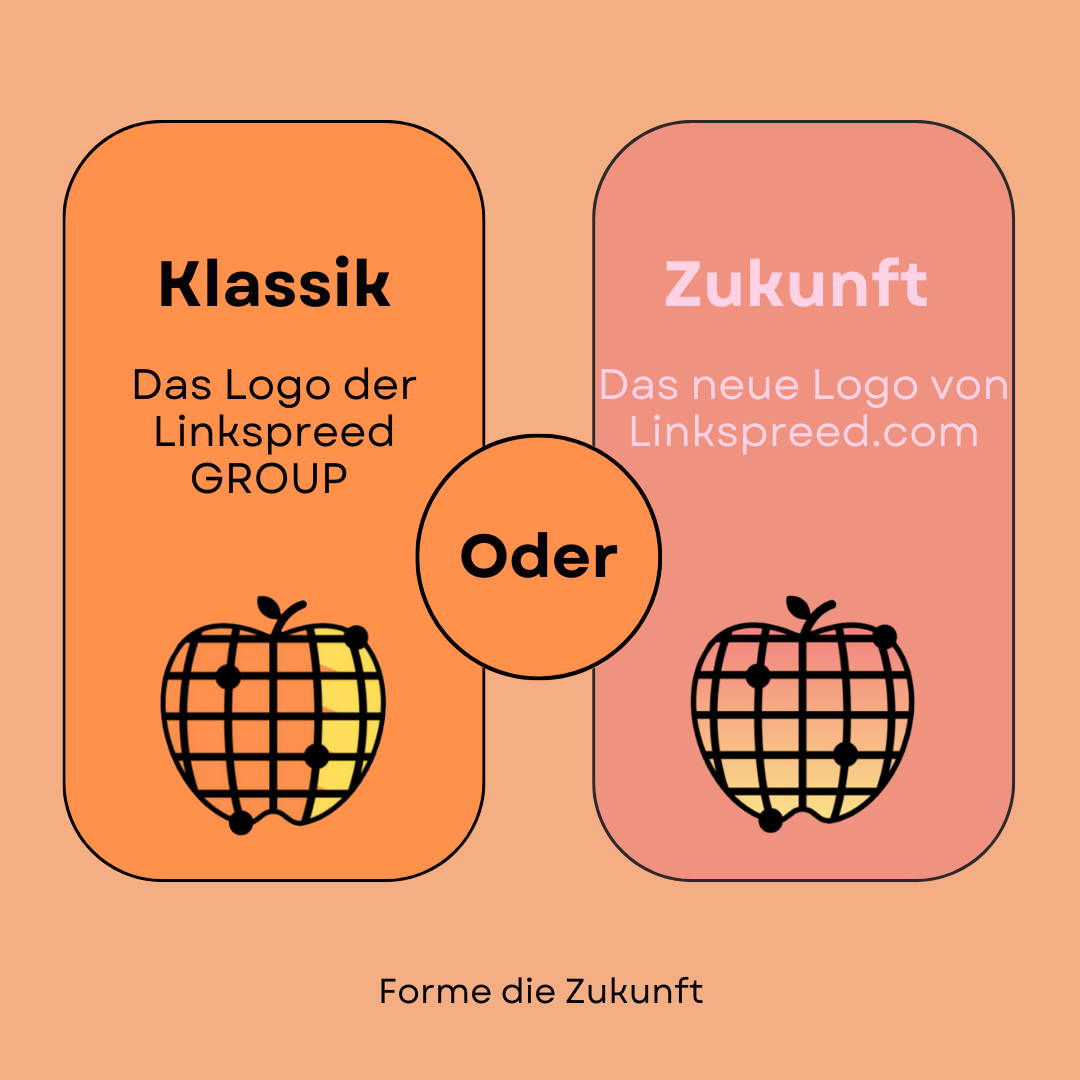 Klassik
Das Logo der
Linkspreed
GROUP
Oder
Zukunft
Das neue Logo von
Linkspreed.com
Forme die Zukunft